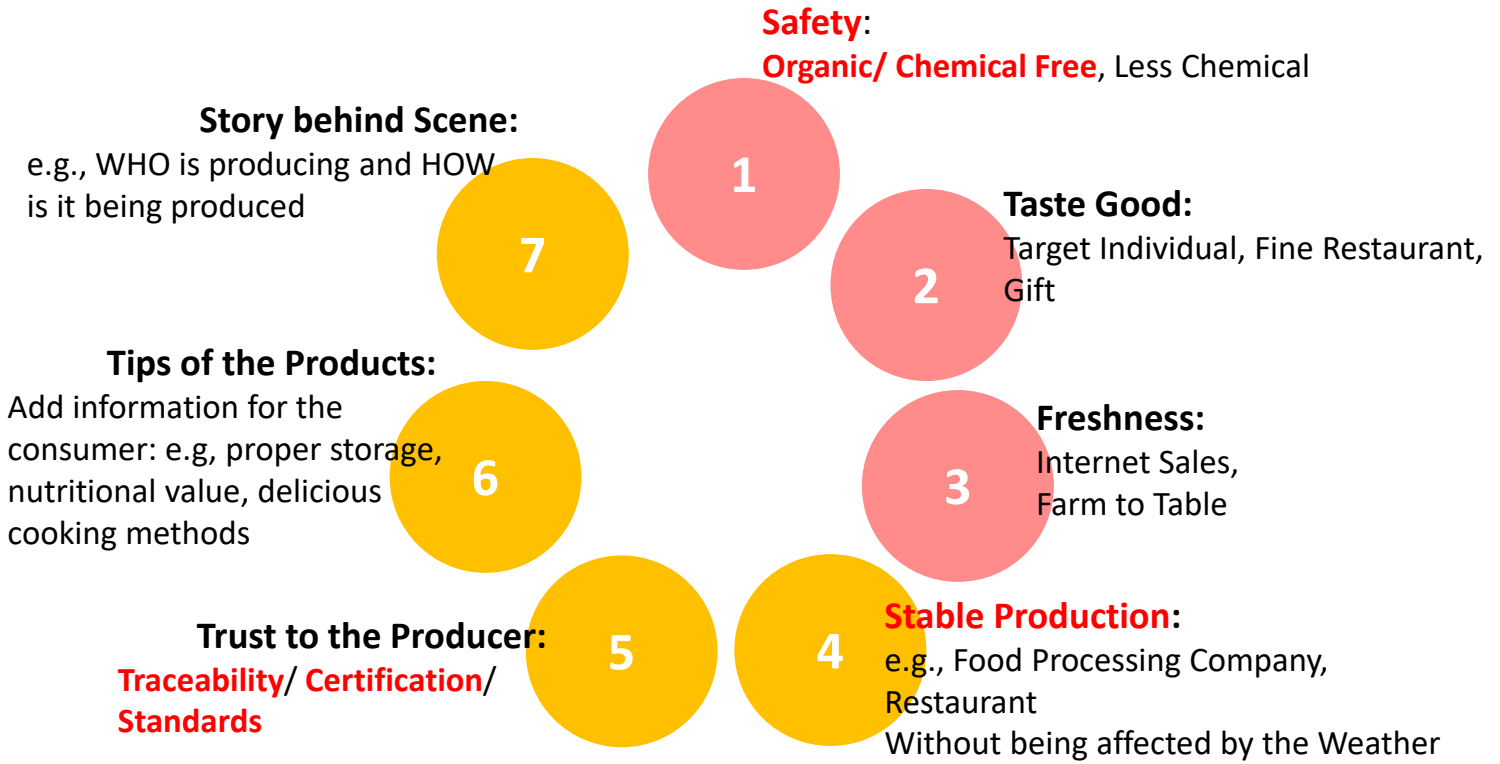 Safety:
Organic/ Chemical Free, Less Chemical
1
Taste Good:
Target Individual, Fine Restaurant,
Gift
2
Freshness:
Internet Sales,
Farm to Table
3
Stable Production:
e.g., Food Processing Company,
Restaurant
Without being affected by the Weather
4
Trust to the Producer:
Traceability/ Certification/
Standards
5
Tips of the Products:
Add information for the
consumer: e.g, proper storage,
nutritional value, delicious
cooking methods
6
Story behind Scene:
e.g., WHO is producing and HOW
is it being produced
7